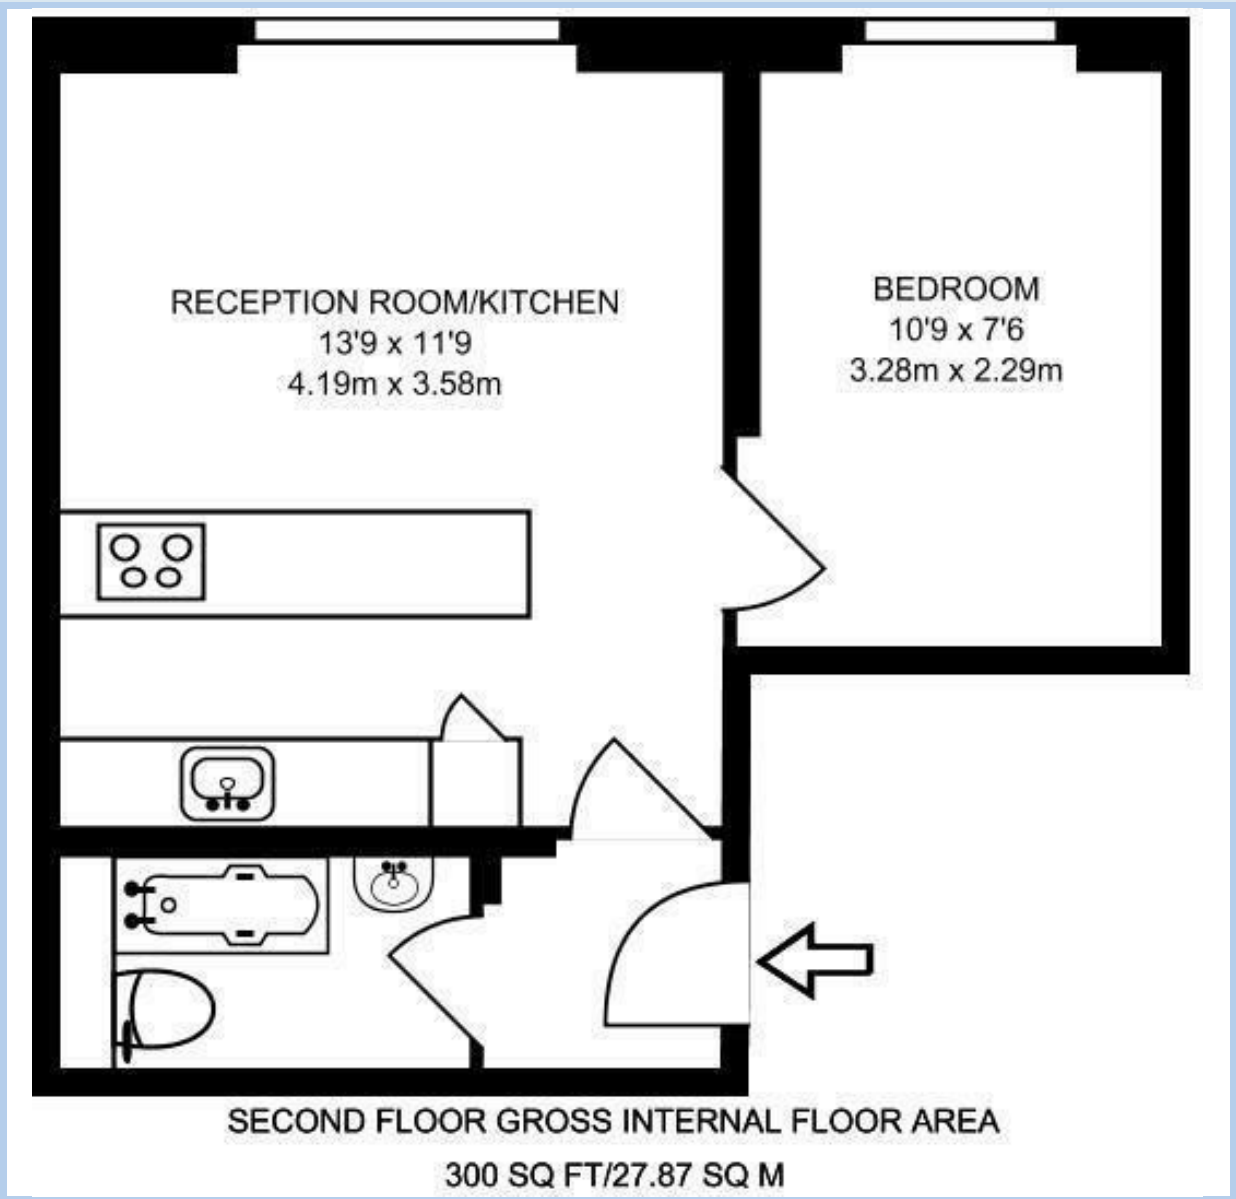 RECEPTION ROOM/KITCHEN
13'9 x 11'9
4.19m x 3.58m
BEDROOM
10'9 x 7'6
3.28m x 2.29m
SECOND FLOOR GROSS INTERNAL FLOOR AREA
300 SQ FT/27.87 SQ M